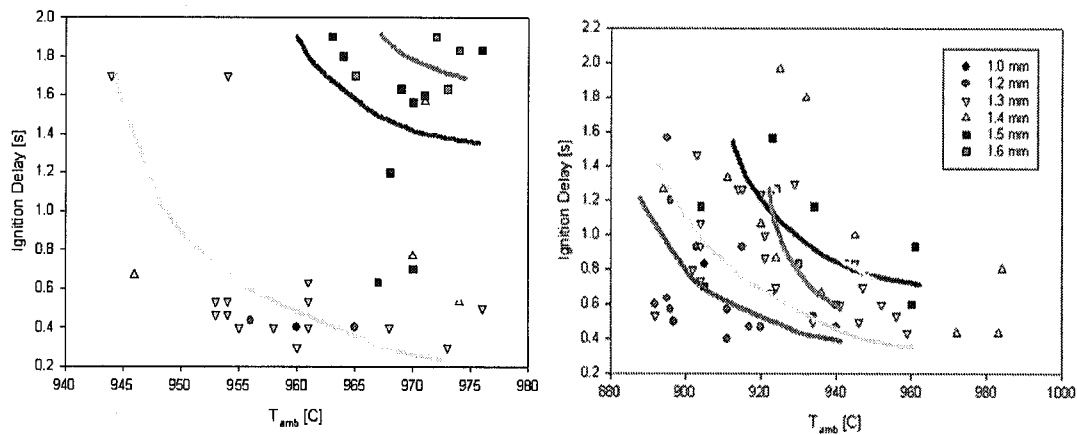 2.0
1.8
1.6
1.4
1.2
1.0
0.8
0.6
0.4
0.2
Ignition Delay [s]
940 945 950 955 960 965 970 975 980
T amb [C]
2.2
2.0
1.8
1.6
1.4
1.2
1.0
0.8
0.6
0.4
0.2
Ignition Delay [s]
880 900 920 940 960 980 1000
T amb [C]
1.0 mm
1.2 mm
1.3 mm
1.4 mm
1.5 mm
1.6 mm